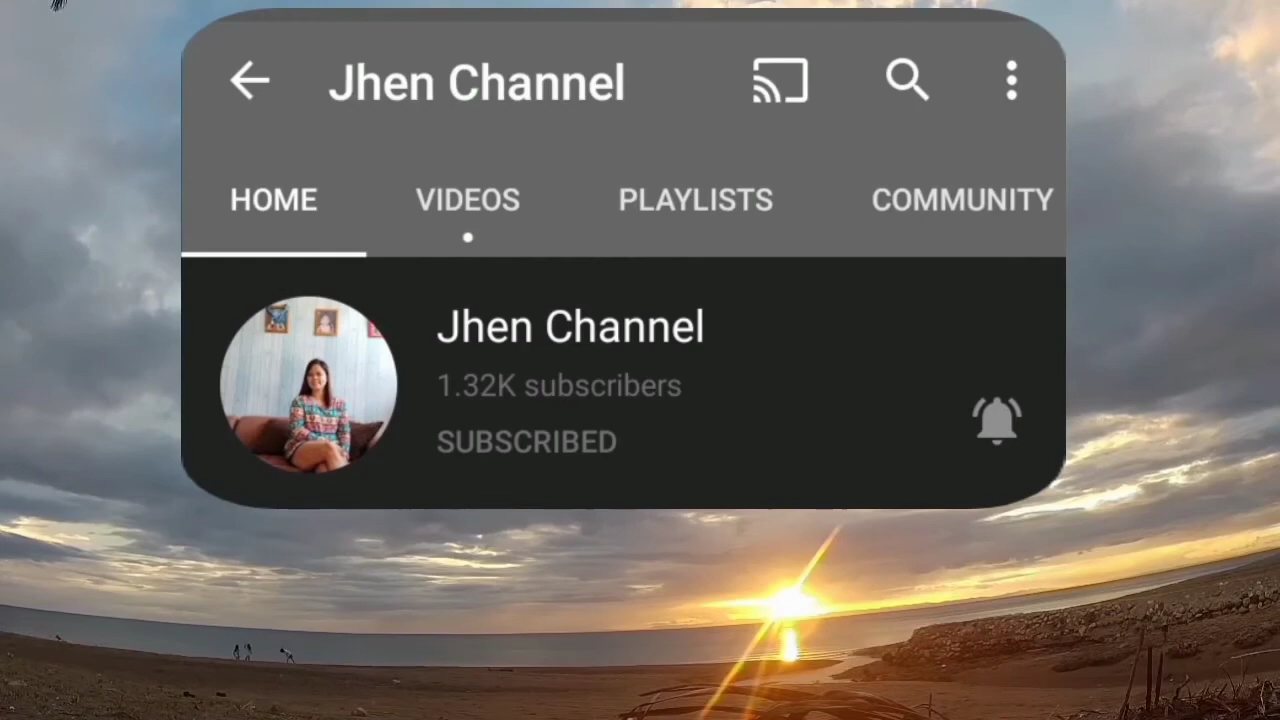 Jhen Channel
HOME VIDEOS PLAYLISTS COMMUNITY
Jhen Channel
1.32K subscribers
SUBSCRIBED